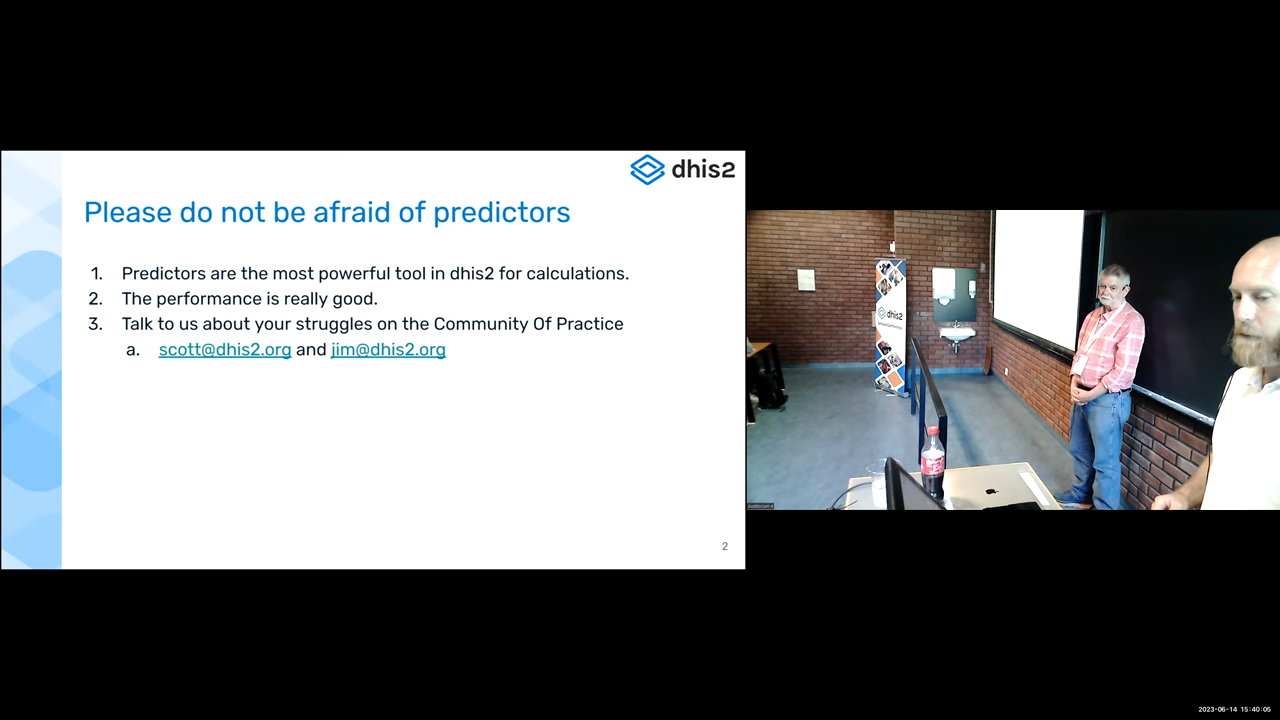 dhis2
Please do not be afraid of predictors
1. Predictors are the most powerful tool in dhis2 for calculations.
2. The performance is really good.
3. Talk to us about your struggles on the Community Of Practice
a. scott@dhis2.org and jim@dhis2.org
2
dhis2
2023-06-14 15:40:05